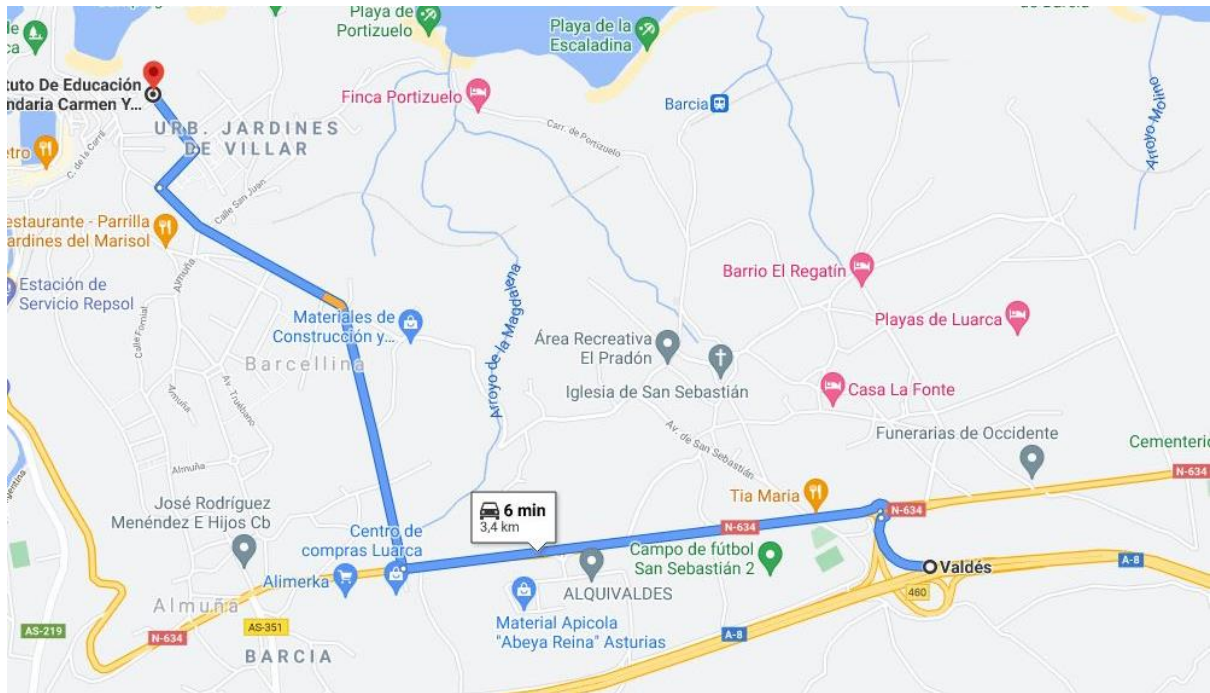 Playa de
Portizuelo
Playa de la
Escaladina
tuto De Educación
ndaria Carmen Y...
Finca Portizuelo
Barcia
Arroyo Molino
URB. JARDINES
DE VILLAR
Carr. de Portizuelo
etro
C. de la Carril
Calle San Juan
estaurante - Parrilla
ardines del Marisol
Almuña
Estación de
Servicio Repsol
Barrio El Regatín
Arroyo de la Magdalena
Materiales de
Construcción y...
Playas de Luarca
Calle Fornial
Área Recreativa
El Pradón
Barcellina
Iglesia de San Sebastián
Casa La Fonte
Almuña
Av. Truébano
Av. de San Sebastián
Funerarias de Occidente
Cementerio
Almuña
N-634
José Rodríguez
Menéndez E Hijos Cb
6 min
3,4 km
Tia Maria
N-634
N-634
Centro de
compras Luarca
Campo de fútbol
San Sebastián 2
Valdés
A-8
Alimerka
ALQUIVALDES
460
Almuña
Material Apicola
"Abeya Reina" Asturias
AS-219
N-634
AS-351
A-8
BARCIA